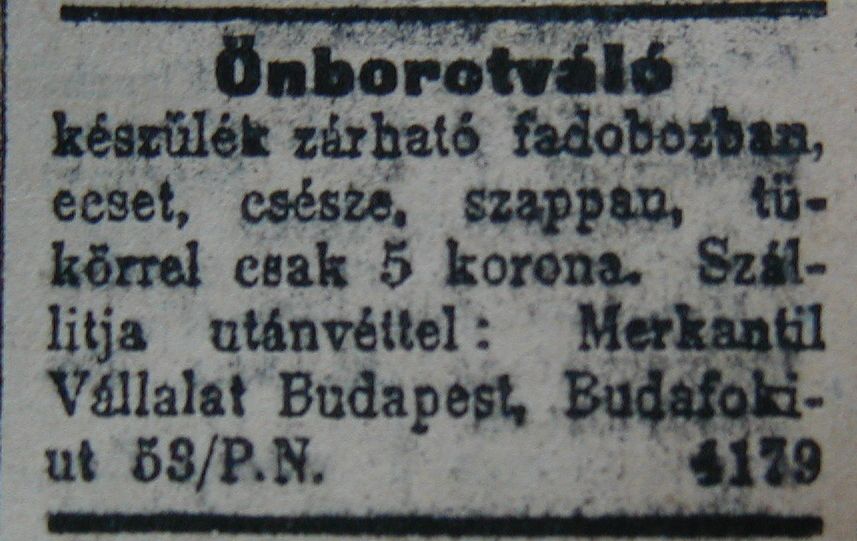 Önborotváló
készülék zárható fadobozban,
ecset, csésze, szappan, tü-
körrel csak 5 korona. Szál-
litja utánvéttel: Merkantil
Vállalat Budapest, Budafoki-
ut 53/P.N. 4179